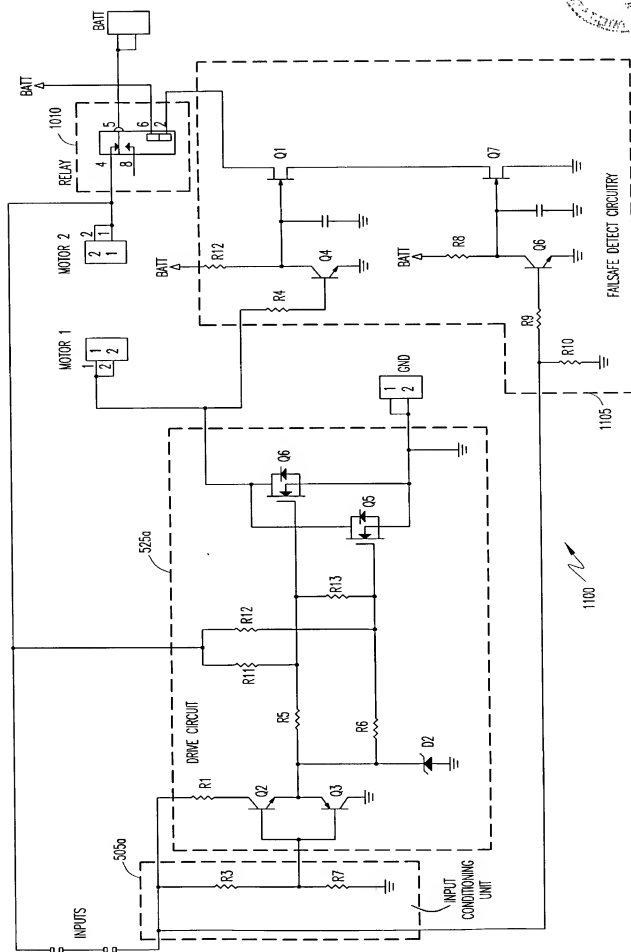 BATT
BATT
1010
RELAY
5
6
2
4
8
MOTOR 2
2
1
2
1
MOTOR 1
1
2
1
2
BATT
R12
Q1
Q4
R4
BATT
R8
Q7
Q6
R9
R10
FAILSAFE DETECT CIRCUITRY
1105
GND
1
2
525a
Q6
Q5
R13
R12
R11
R5
R6
DRIVE CIRCUIT
D2
R1
Q2
Q3
505a
R3
R7
INPUT
CONDITIONING
UNIT
INPUTS
1100